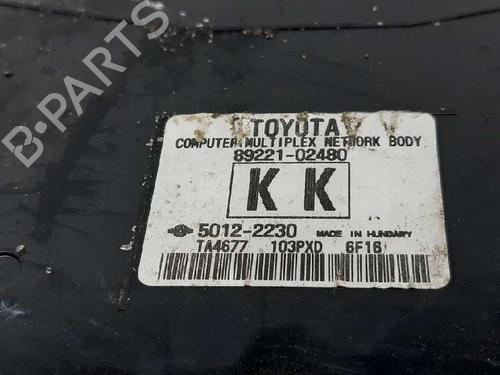 TOYOTA
COMPUTER MULTIPLEX NETWORK BODY
89221-02480
KK
5012-2230 MADE IN HUNGARY
TA4677 103PXD 6F16
B-PARTS